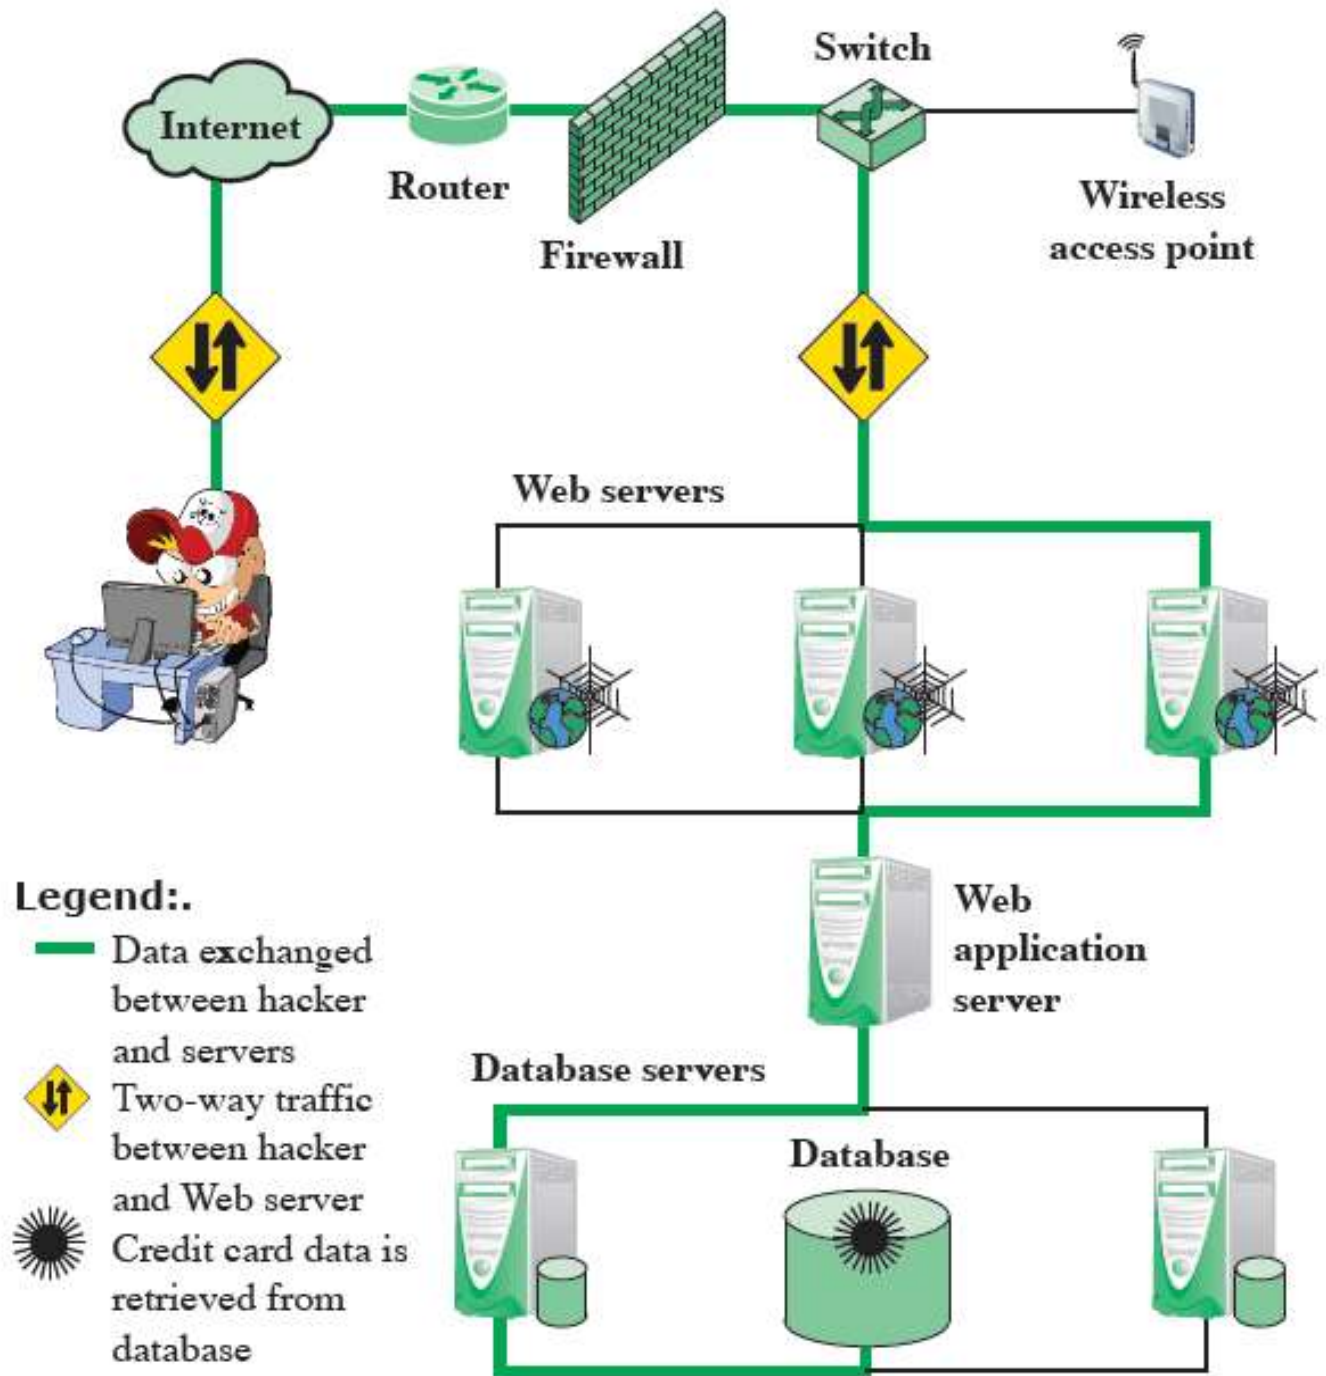 Switch
Internet
Router
Firewall
Wireless
access point
Web servers
Web
application
server
Legend:.
Data exchanged
between hacker
and servers
Two-way traffic
between hacker
and Web server
Credit card data is
retrieved from
database
Database servers
Database